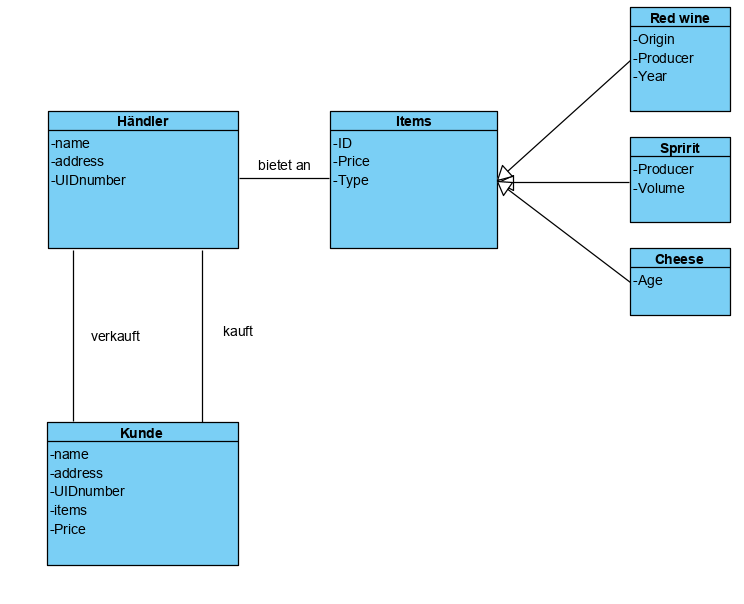 Händler
-name
-address
-UIDnumber
bietet an
Items
-ID
-Price
-Type
Red wine
-Origin
-Producer
-Year
Spririt
-Producer
-Volume
Cheese
-Age
verkauft
kauft
Kunde
-name
-address
-UIDnumber
-items
-Price